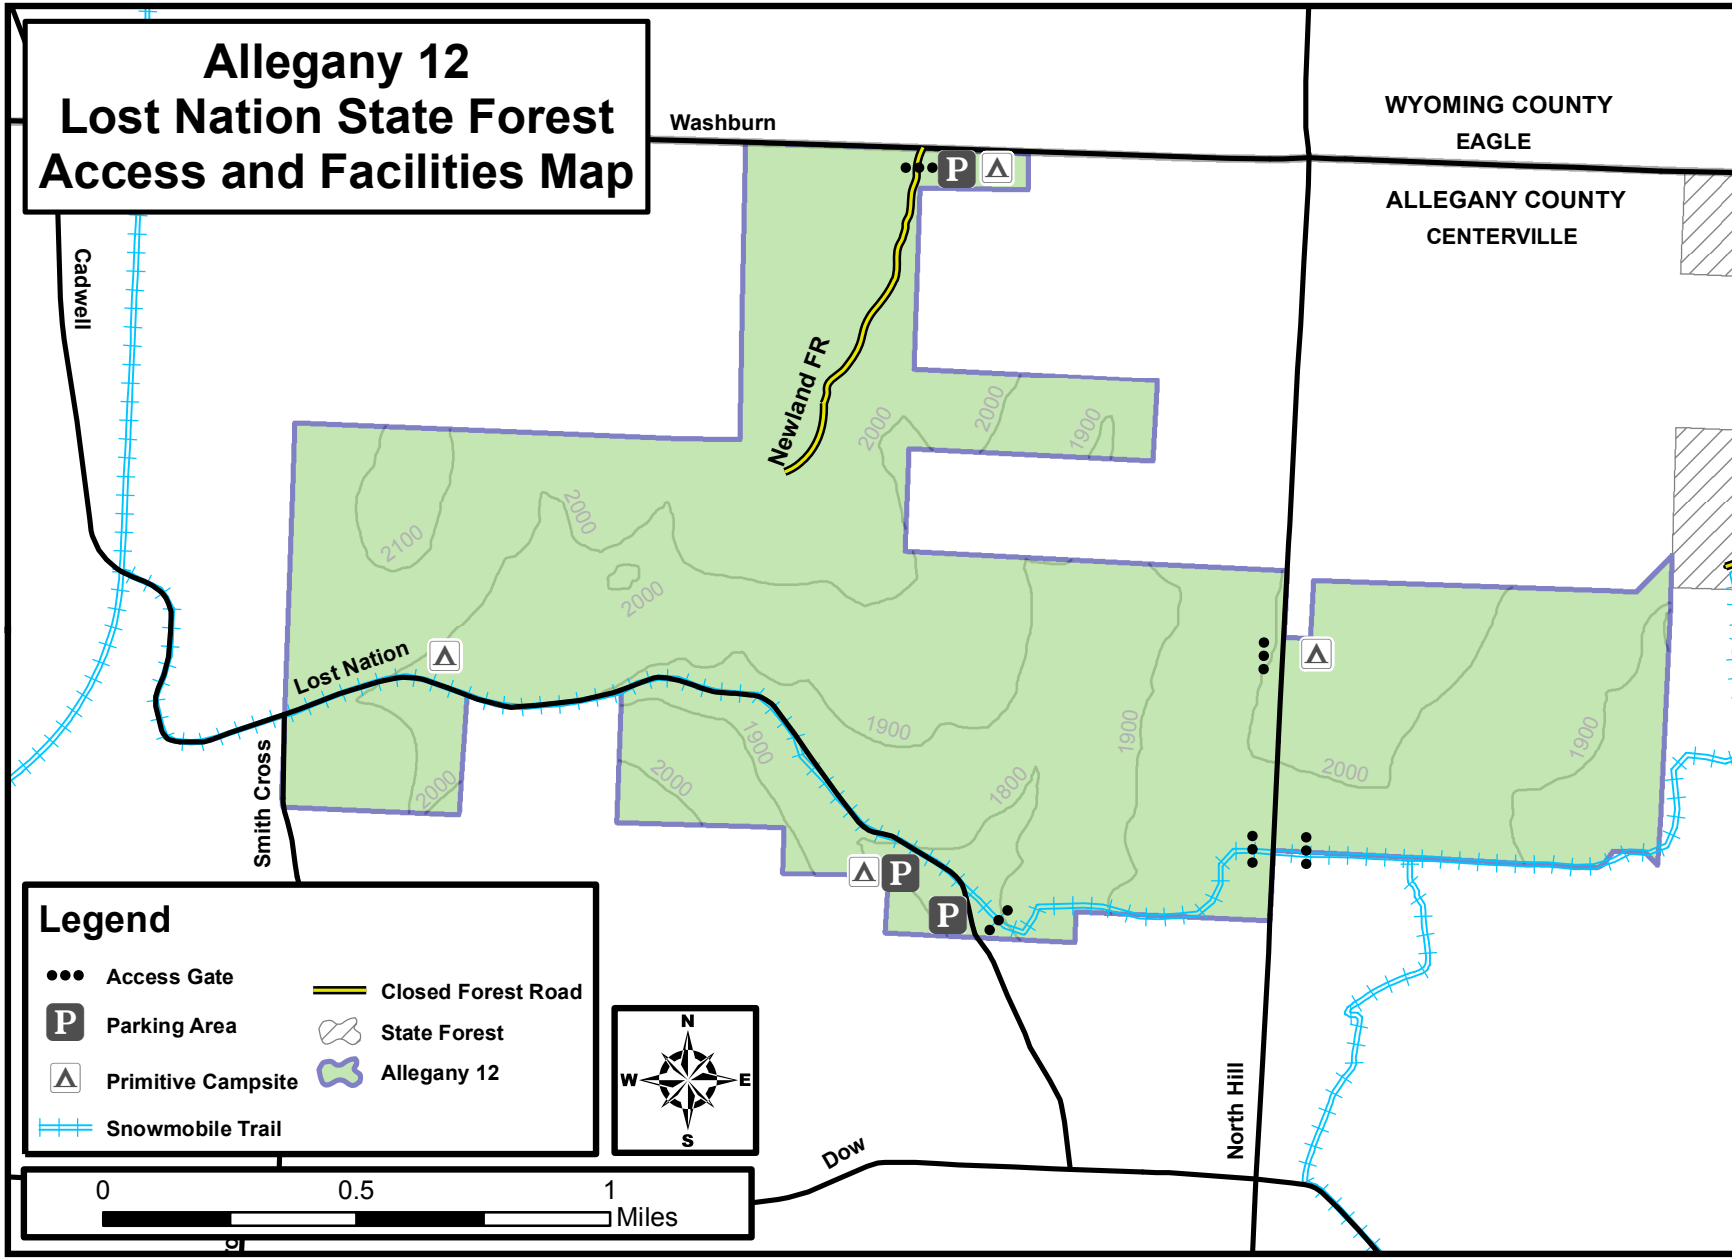 Allegany 12
Lost Nation State Forest
Access and Facilities Map
Washburn
WYOMING COUNTY
EAGLE
ALLEGANY COUNTY
CENTERVILLE
P
Cadwell
Newland FR
2000
2000
1900
2100
2000
2000
Lost Nation
1900
1900
1900
1900
2000
2000
2000
1800
Smith Cross
P
P
Legend
Access Gate
P Parking Area
Primitive Campsite
Snowmobile Trail
Closed Forest Road
State Forest
Allegany 12
N
W E
S
North Hill
Dow
0 0.5 1
Miles